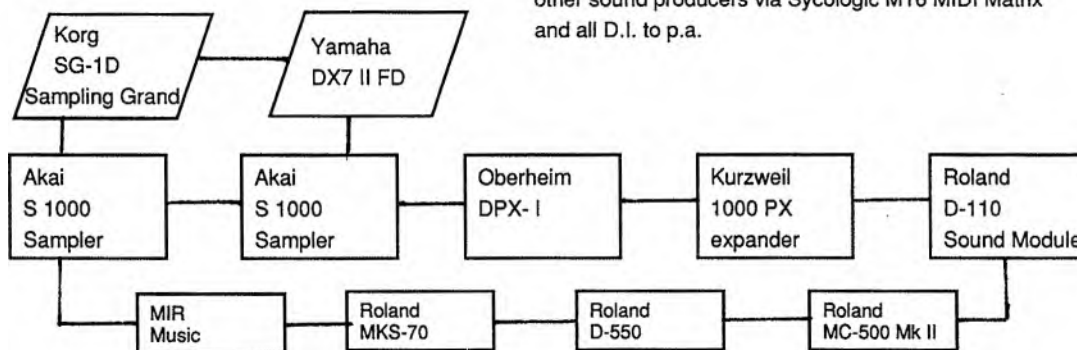 other sound producers via Sycologic M16 MIDI Matrix
and all D.I. to p.a.
Korg
SG-1D
Sampling Grand
Yamaha
DX7 II FD
Akai
S 1000
Sampler
Akai
S 1000
Sampler
Oberheim
DPX- I
Kurzweil
1000 PX
expander
Roland
D-110
Sound Module
MIR
Music
Roland
MKS-70
Roland
D-550
Roland
MC-500 Mk II